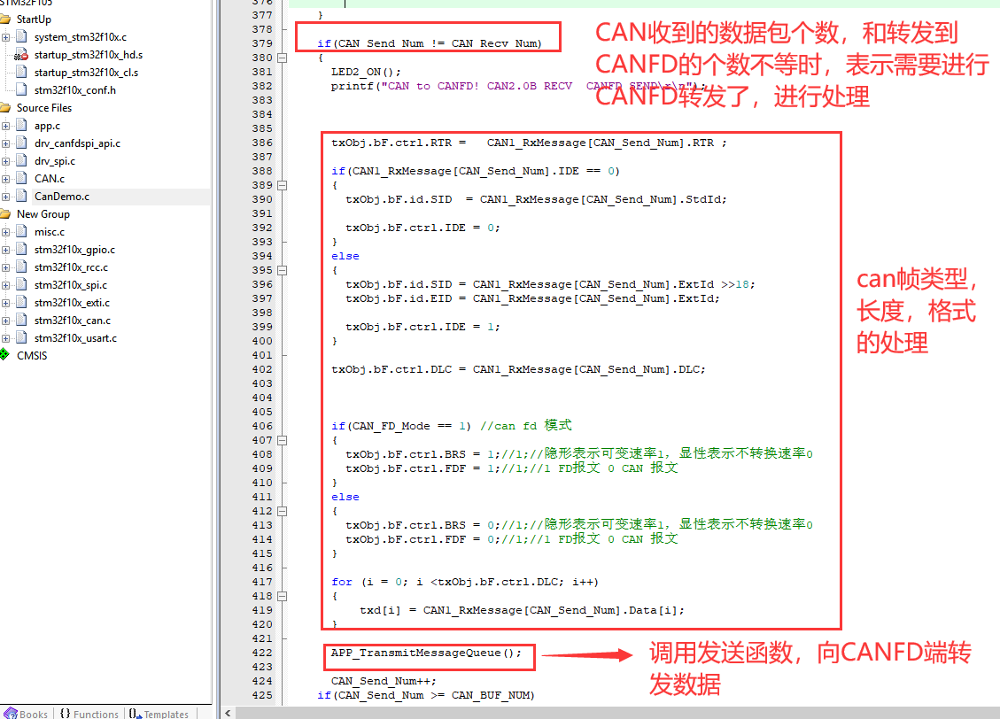 STM32F105
StartUp
system_stm32f10x.c
startup_stm32f10x_hd.s
startup_stm32f10x_cl.s
stm32f10x_conf.h
Source Files
app.c
drv_canfdspi_api.c
drv_spi.c
CAN.c
CanDemo.c
New Group
misc.c
stm32f10x_gpio.c
stm32f10x_rcc.c
stm32f10x_spi.c
stm32f10x_exti.c
stm32f10x_can.c
stm32f10x_usart.c
CMSIS
Books
{} Functions
Templates
376
377 }
378
379 if(CAN_Send_Num != CAN_Recv_Num)
380 {
381 LED2_ON();
382 printf("CAN to CANFD! CAN2.0B RECV  CANFD SEND\r\n");
383
384
385
386 txObj.bF.ctrl.RTR =   CAN1_RxMessage[CAN_Send_Num].RTR ;
387
388 if(CAN1_RxMessage[CAN_Send_Num].IDE == 0)
389 {
390 txObj.bF.id.SID  = CAN1_RxMessage[CAN_Send_Num].StdId;
391
392 txObj.bF.ctrl.IDE = 0;
393 }
394 else
395 {
396 txObj.bF.id.SID = CAN1_RxMessage[CAN_Send_Num].ExtId >>18;
397 txObj.bF.id.EID = CAN1_RxMessage[CAN_Send_Num].ExtId;
398
399 txObj.bF.ctrl.IDE = 1;
400 }
401
402 txObj.bF.ctrl.DLC = CAN1_RxMessage[CAN_Send_Num].DLC;
403
404
405
406 if(CAN_FD_Mode == 1) //can fd 模式
407 {
408 txObj.bF.ctrl.BRS = 1;//1;//隐形表示可变速率1，显性表示不转换速率0
409 txObj.bF.ctrl.FDF = 1;//1;//1 FD报文 0 CAN 报文
410 }
411 else
412 {
413 txObj.bF.ctrl.BRS = 0;//1;//隐形表示可变速率1，显性表示不转换速率0
414 txObj.bF.ctrl.FDF = 0;//1;//1 FD报文 0 CAN 报文
415 }
416
417 for (i = 0; i <txObj.bF.ctrl.DLC; i++)
418 {
419 txd[i] = CAN1_RxMessage[CAN_Send_Num].Data[i];
420 }
421
422 APP_TransmitMessageQueue();
423
424 CAN_Send_Num++;
425 if(CAN_Send_Num >= CAN_BUF_NUM)
CAN收到的数据包个数，和转发到
CANFD的个数不等时，表示需要进行
CANFD转发了，进行处理
can帧类型，
长度，格式
的处理
调用发送函数，向CANFD端转
发数据